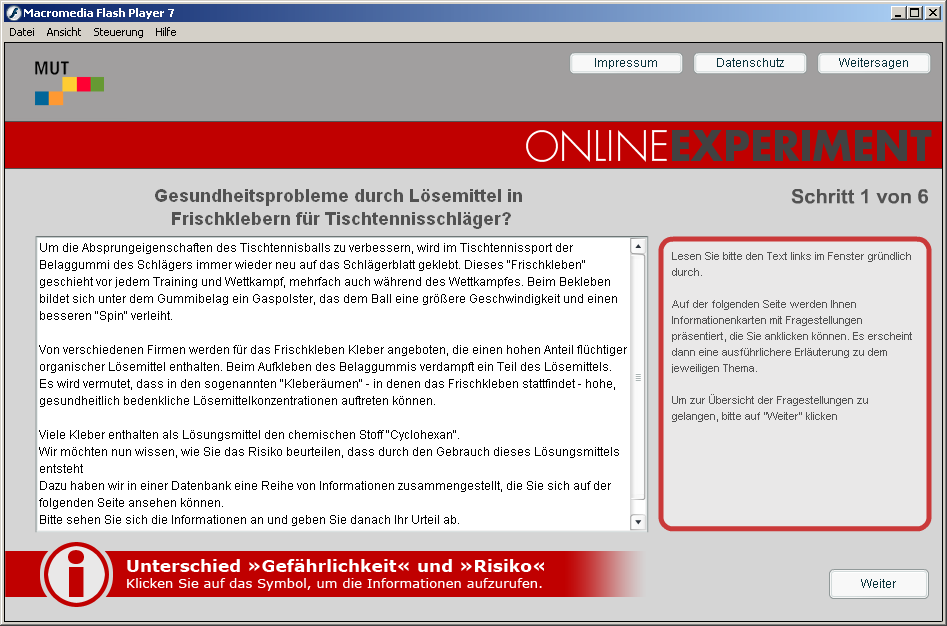 Macromedia Flash Player 7
Datei Ansicht Steuerung Hilfe
MUT
Impressum Datenschutz Weitersagen
ONLINEEXPERIMENT
Gesundheitsprobleme durch Lösemittel in
Frischklebern für Tischtennisschläger?
Schritt 1 von 6
Um die Absprungeigenschaften des Tischtennisballs zu verbessern, wird im Tischtennissport der
Belaggummi des Schlägers immer wieder neu auf das Schlägerblatt geklebt. Dieses "Frischkleben"
geschieht vor jedem Training und Wettkampf, mehrfach auch während des Wettkampfes. Beim Bekleben
bildet sich unter dem Gummibelag ein Gaspolster, das dem Ball eine größere Geschwindigkeit und einen
besseren "Spin" verleiht.
Von verschiedenen Firmen werden für das Frischkleben Kleber angeboten, die einen hohen Anteil flüchtiger
organischer Lösemittel enthalten. Beim Aufkleben des Belaggummis verdampft ein Teil des Lösemittels.
Es wird vermutet, dass in den sogenannten "Kleberäumen" - in denen das Frischkleben stattfindet - hohe,
gesundheitlich bedenkliche Lösemittelkonzentrationen auftreten können.
Viele Kleber enthalten als Lösungsmittel den chemischen Stoff "Cyclohexan".
Wir möchten nun wissen, wie Sie das Risiko beurteilen, dass durch den Gebrauch dieses Lösungsmittels
entsteht
Dazu haben wir in einer Datenbank eine Reihe von Informationen zusammengestellt, die Sie sich auf der
folgenden Seite ansehen können.
Bitte sehen Sie sich die Informationen an und geben Sie danach Ihr Urteil ab.
Lesen Sie bitte den Text links im Fenster gründlich
durch.
Auf der folgenden Seite werden Ihnen
Informationenkarten mit Fragestellungen
präsentiert, die Sie anklicken können. Es erscheint
dann eine ausführlichere Erläuterung zu dem
jeweiligen Thema.
Um zur Übersicht der Fragestellungen zu
gelangen, bitte auf "Weiter" klicken
Unterschied »Gefährlichkeit« und »Risiko«
Klicken Sie auf das Symbol, um die Informationen aufzurufen.
Weiter